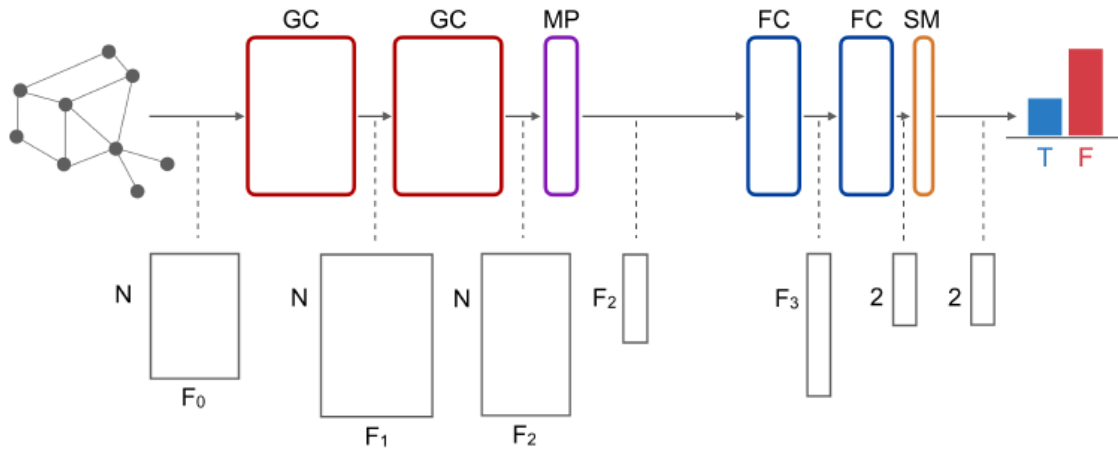 GC GC MP FC FC SM
T F
N N N F₂ F₃ 2 2
F₀
F₁ F₂